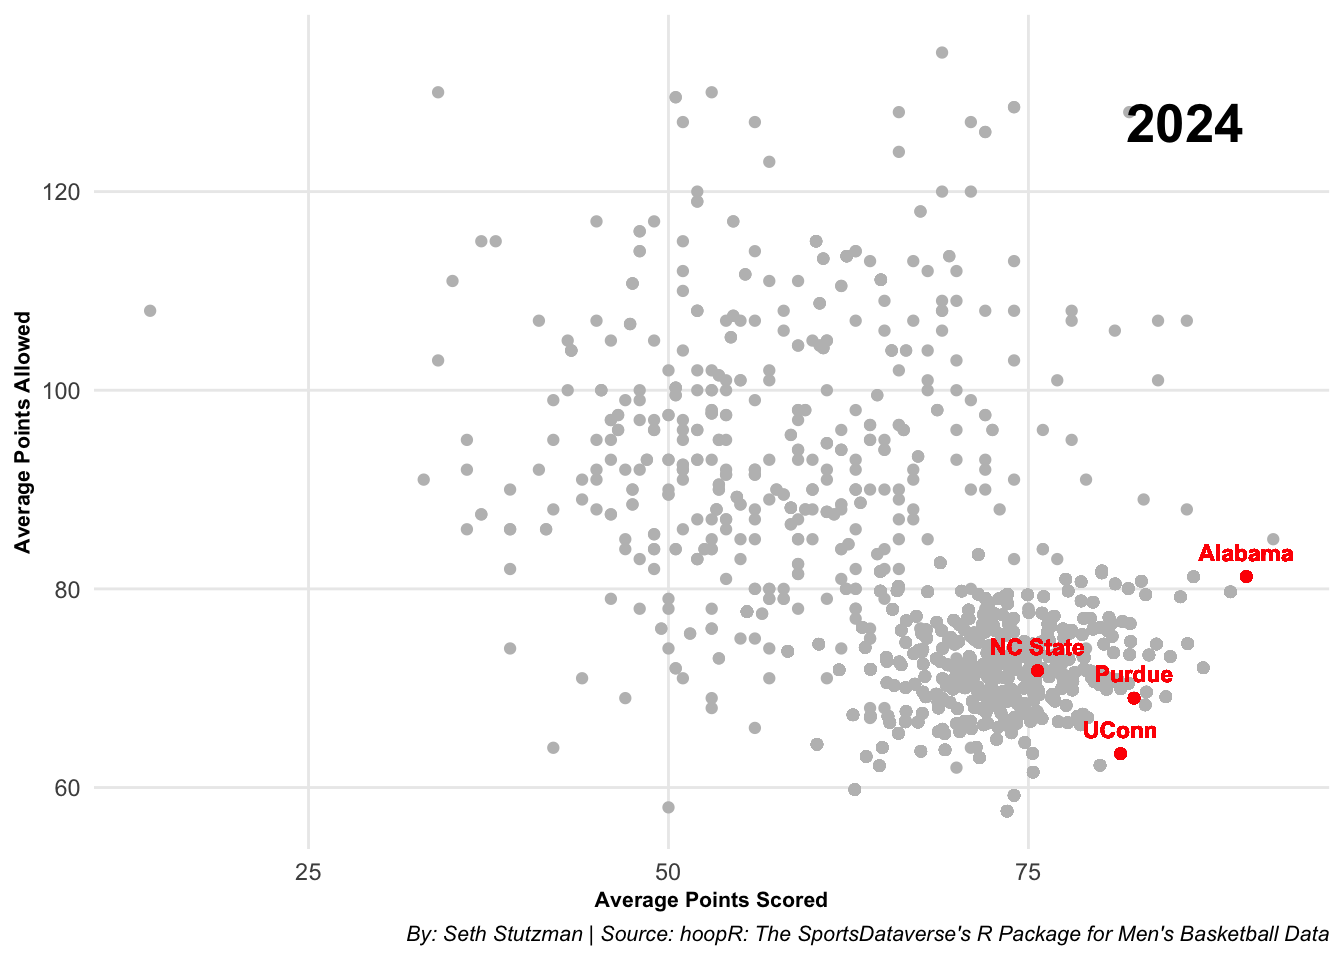 2024
120
100
80
60
Average Points Allowed
Alabama
NC State
Purdue
UConn
25
50
75
Average Points Scored
By: Seth Stutzman | Source: hoopR: The SportsDataverse's R Package for Men's Basketball Data